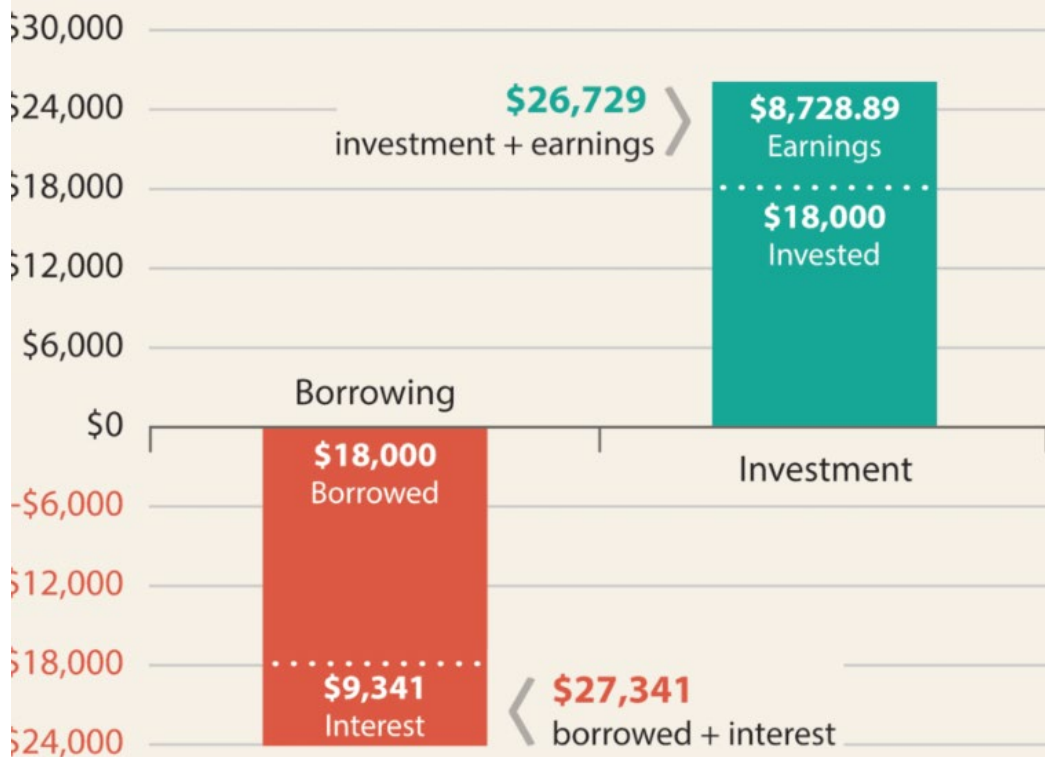 $30,000
$24,000
$26,729
investment + earnings
$8,728.89
Earnings
$18,000
$18,000
Invested
$12,000
$6,000
Borrowing
$0
$18,000
Borrowed
Investment
-$6,000
$12,000
$18,000
$9,341
Interest
$27,341
borrowed + interest
$24,000